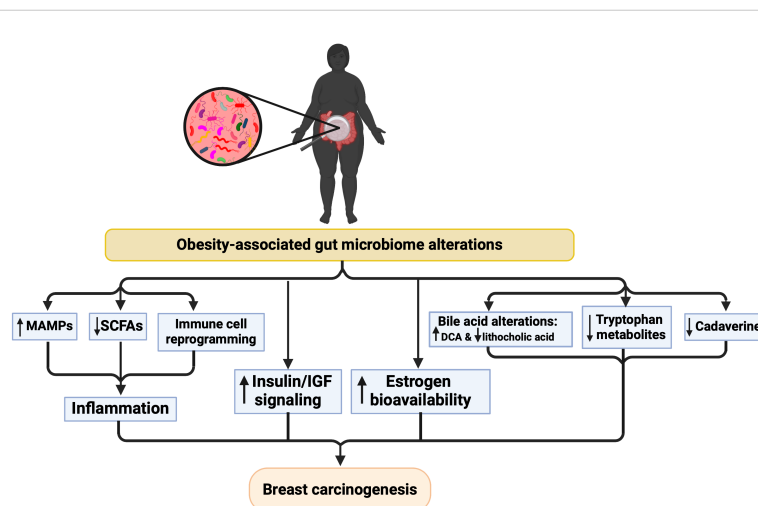 Obesity-associated gut microbiome alterations
↑ MAMPs
↓SCFAs
Immune cell
reprogramming
Bile acid alterations:
↑DCA & ↓lithocholic acid
Tryptophan
↓ metabolites
↓ Cadaverine
↑ Insulin/IGF
signaling
↑ Estrogen
bioavailability
Inflammation
Breast carcinogenesis